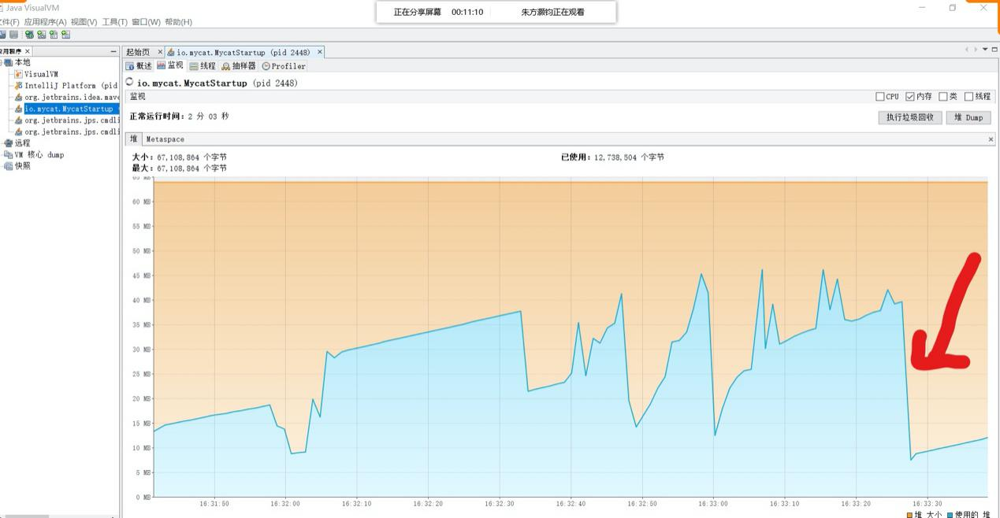 Java VisualVM
正在分享屏幕 00:11:10 朱方灏钧正在观看
文件(F) 应用程序(A) 视图(V) 工具(T) 窗口(W) 帮助(H)
应用程序 ×
本地
VisualVM
IntelliJ Platform (pid
org.jetbrains.idea.mave
io.mycat.MycatStartup
org.jetbrains.jps.cmdli
org.jetbrains.jps.cmdli
远程
VM 核心 dump
快照
起始页 × io.mycat.MycatStartup (pid 2448) ×
概述 监视 线程 抽样器 Profiler
io.mycat.MycatStartup (pid 2448)
监视 CPU 内存 类 线程
正常运行时间: 2 分 03 秒 执行垃圾回收 堆 Dump
堆 Metaspace ×
大小: 67,108,864 个字节 已使用: 12,738,504 个字节
最大: 67,108,864 个字节
65 MB
60 MB
55 MB
50 MB
45 MB
40 MB
35 MB
30 MB
25 MB
20 MB
15 MB
10 MB
5 MB
0 MB
16:31:50 16:32:00 16:32:10 16:32:20 16:32:30 16:32:40 16:32:50 16:33:00 16:33:10 16:33:20 16:33:30
堆 大小 使用的 堆